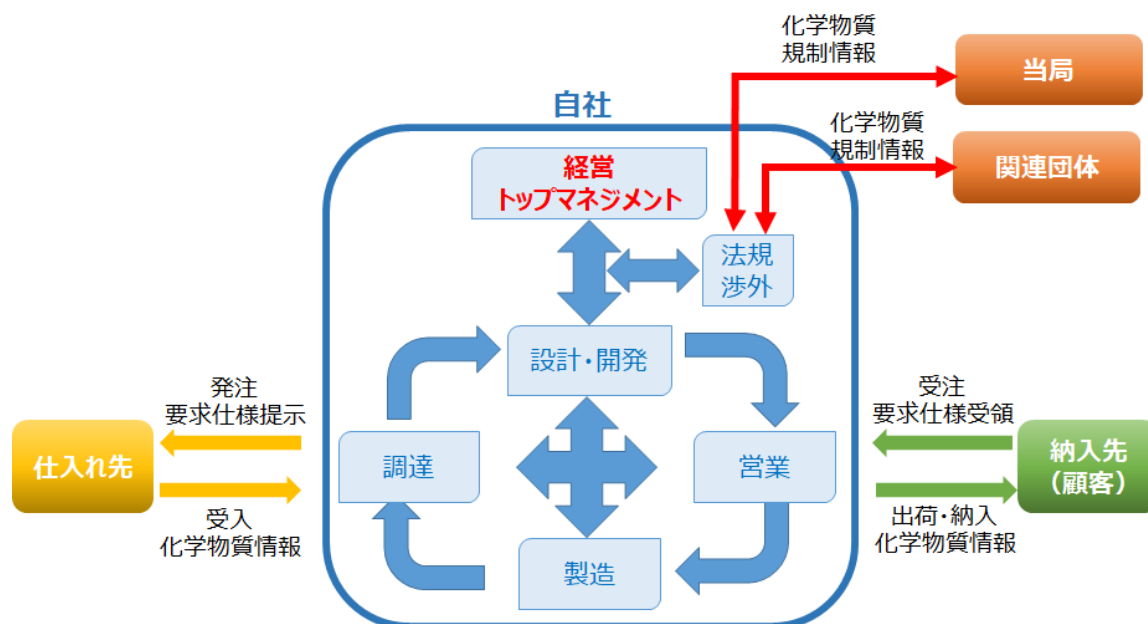 化学物質
規制情報
当局
自社
化学物質
規制情報
関連団体
経営
トップマネジメント
法規
渉外
設計・開発
発注
要求仕様提示
受注
要求仕様受領
仕入れ先
調達
営業
納入先
（顧客）
受入
化学物質情報
出荷・納入
化学物質情報
製造